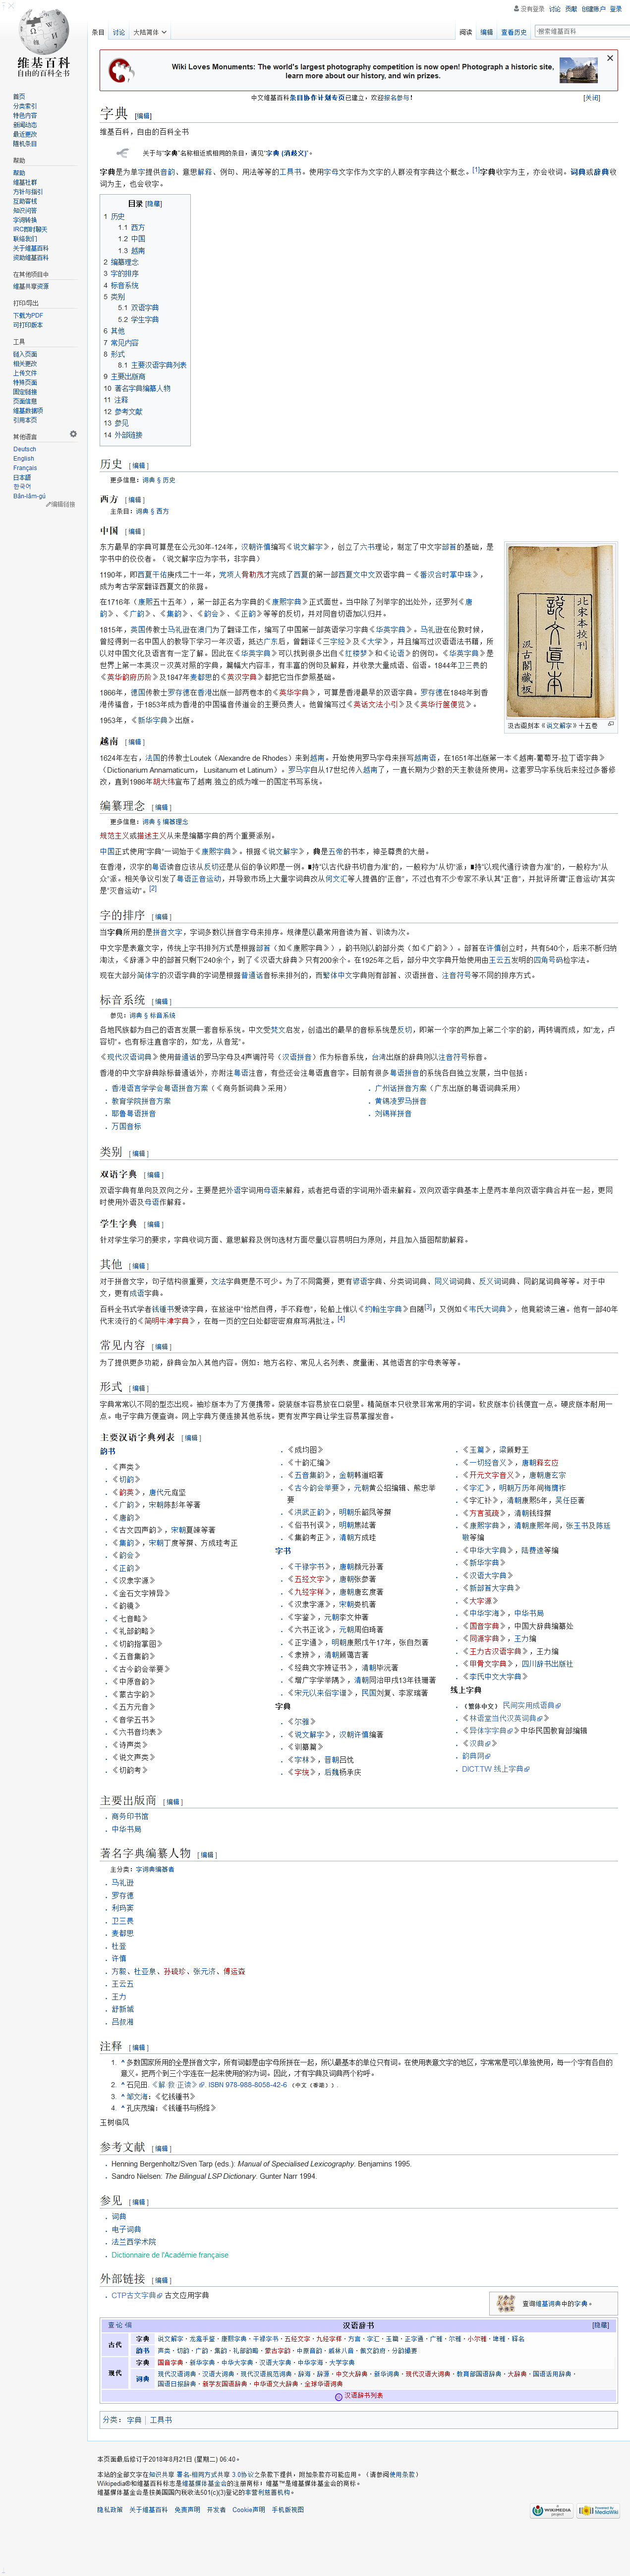 维基百科
自由的百科全书
没有登录 讨论 贡献 创建账户 登录
条目 讨论 大陆简体
阅读 编辑 查看历史 搜索维基百科
Wiki Loves Monuments: The world's largest photography competition is now open! Photograph a historic site, learn more about our history, and win prizes.
中文维基百科条目协作计划专页已建立,欢迎报名参与!
[关闭]
首页
分类索引
特色内容
新闻动态
最近更改
随机条目
帮助
帮助
维基社群
方针与指引
互助客栈
知识问答
字词转换
IRC即时聊天
联络我们
关于维基百科
资助维基百科
在其他项目中
维基共享资源
打印/导出
下载为PDF
可打印版本
工具
链入页面
相关更改
上传文件
特殊页面
固定链接
页面信息
维基数据项
引用本页
其他语言
Deutsch
English
Français
日本語
한국어
Bân-lâm-gú
编辑链接
字典 [编辑]
维基百科,自由的百科全书
关于与“字典”名称相近或相同的条目,请见“字典 (消歧义)”。
字典是为单字提供音韵、意思解释、例句、用法等等的工具书。使用字母文字作为文字的人群没有字典这个概念。[1]字典收字为主,亦会收词。词典或辞典收词为主,也会收字。
目录 [隐藏]
1 历史
1.1 西方
1.2 中国
1.3 越南
2 编纂理念
3 字的排序
4 标音系统
5 类别
5.1 双语字典
5.2 学生字典
6 其他
7 常见内容
8 形式
8.1 主要汉语字典列表
9 主要出版商
10 著名字典编纂人物
11 注释
12 参考文献
13 参见
14 外部链接
历史 [编辑]
更多信息:词典 § 历史
西方 [编辑]
主条目:词典 § 西方
中国 [编辑]
东方最早的字典可算是在公元30年-124年,汉朝许慎编写《说文解字》,创立了六书理论,制定了中文字部首的基础,是字书中的佼佼者。(说文解字应为字书,非字典)
1190年,即西夏干佑庚戌二十一年,党项人骨勒茂才完成了西夏的第一部西夏文中文双语字典-《番汉合时掌中珠》,成为考古学家翻译西夏文的依据。
在1716年(康熙五十五年),第一部正名为字典的《康熙字典》正式面世。当中除了列举字的出处外,还罗列《唐韵》、《广韵》、《集韵》、《韵会》、《正韵》等等的反切,并对同音切语加以归并。
1815年,英国传教士马礼逊在澳门为了翻译工作,编写了中国第一部英语学习字典《华英字典》。马礼逊在伦敦时候,曾经得到一名中国人的教导下学习一年汉语,抵达广东后,曾翻译《三字经》及《大学》,并且编写过汉语语法书籍,所以对中国文化及语言有一定了解。因此在《华英字典》可以找到很多出自《红楼梦》和《论语》的例句。《华英字典》是世界上第一本英汉-汉英对照的字典,篇幅大内容丰,有丰富的例句及解释,并收录大量成语、俗语。1844年卫三畏的《英华韵府历阶》及1847年麦都思的《英汉字典》都把它当作参照基础。
1866年,德国传教士罗存德在香港出版一部两卷本的《英华字典》,可算是香港最早的双语字典。罗存德在1848年到香港传福音,于1853年成为香港的中国福音传道会的主要负责人。他曾编写过《英话文法小引》及《英华行箧便览》。
1953年,《新华字典》出版。
汲古阁刻本《说文解字》十五卷
越南 [编辑]
1624年左右,法国的传教士Loutek(Alexandre de Rhodes)来到越南。开始使用罗马字母来拼写越南语,在1651年出版第一本《越南-葡萄牙-拉丁语字典》(Dictionarium Annamaticum, Lusitanum et Latinum)。罗马字自从17世纪传入越南了,一直长期为少数的天主教徒所使用。这套罗马字系统后来经过多番修改,直到1986年胡大纬宣布了越南 独立的成为唯一的国定书写系统。
编纂理念 [编辑]
更多信息:词典 § 编纂理念
规范主义或描述主义从来是编纂字典的两个重要派别。
中国正式使用“字典”一词始于《康熙字典》。根据《说文解字》,典是五帝的书本,禅圣尊贵的大册。
在香港,汉字的粤语读音应该从反切还是从俗的争议即是一例。∎持“以古代辞书切音为准”的,一般称为“从切”派;∎持“以现代通行读音为准”的,一般称为“从众”派。相关争议引发了粤语正音运动,并导致市场上大量字词典改从何文汇等人提倡的“正音”,不过也有不少专家不承认其“正音”,并批评所谓“正音运动”其实是“灭音运动”。[2]
字的排序 [编辑]
当字典所用的是拼音文字,字词多数以拼音字母来排序。规律是以最常用音读为首、训读为次。
中文字是表意文字,传统上字书排列方式是根据部首(如《康熙字典》),韵书则以韵部分类(如《广韵》),部首在许慎创立时,共有540个,后来不断归纳淘汰,《辞源》中的部首只剩下240余个,到了《汉语大辞典》只有200余个。在1925年之后,部分中文字典开始使用由王云五发明的四角号码检字法。
现在大部分简体字的汉语字典的字词是根据普通话音标来排列的,而繁体中文字典则有部首、汉语拼音、注音符号等不同的排序方式。
标音系统 [编辑]
参见:词典 § 标音系统
各地民族都为自己的语言发展一套音标系统。中文受梵文启发,创造出的最早的音标系统是反切,即第一个字的声加上第二个字的韵,再转调而成,如“龙,卢容切”。也有标注直音字的,如“龙,从音笼”。
《现代汉语词典》使用普通话的罗马字母及4声调符号(汉语拼音)作为标音系统,台湾出版的辞典则以注音符号标音。
香港的中文字辞典除标普通话外,亦附注粤语注音,有些还会注粤语直音字。目前有很多粤语拼音的系统各自独立发展,当中包括:
香港语言学学会粤语拼音方案(《商务新词典》采用)
教育学院拼音方案
耶鲁粤语拼音
万国音标
广州话拼音方案(广东出版的粤语词典采用)
黄锡凌罗马拼音
刘锡祥拼音
类别 [编辑]
双语字典 [编辑]
双语字典有单向及双向之分。主要是把外语字词用母语来解释,或者把母语的字词用外语来解释。双向双语字典基本上是两本单向双语字典合并在一起,更同时使用外语及母语作解释。
学生字典 [编辑]
针对学生学习的要求,字典收词方面、意思解释及例句选材方面尽量以容易明白为原则,并且加入插图帮助解释。
其他 [编辑]
对于拼音文字,句子结构很重要,文法字典更是不可少。为了不同需要,更有谚语字典、分类词词典、同义词词典、反义词词典、同韵尾词典等等。对于中文,更有成语字典。
百科全书式学者钱锺书爱读字典,在旅途中“怡然自得,手不释卷”,轮船上惟以《约翰生字典》自随[3],又例如《韦氏大词典》,他竟能读三遍。他有一部40年代末流行的《简明牛津字典》,在每一页的空白处都密密麻麻写满批注。[4]
常见内容 [编辑]
为了提供更多功能,辞典会加入其他内容。例如:地方名称、常见人名列表、度量衡、其他语言的字母表等等。
形式 [编辑]
字典常常以不同的型态出现。袖珍版本为了方便携带。袋装版本容易放在口袋里。精简版本只收录非常常用的字词。软皮版本价钱便宜一点。硬皮版本耐用一点。电子字典方便查询。网上字典方便连接其他系统。更有发声字典让学生容易掌握发音。
主要汉语字典列表 [编辑]
韵书
《声类》
《切韵》
《韵英》,唐代元庭坚
《广韵》,宋朝陈彭年等著
《唐韵》
《古文四声韵》,宋朝夏竦等著
《集韵》,宋朝丁度等撰、方成珪考正
《韵会》
《正韵》
《汉隶字源》
《金石文字辨异》
《韵镜》
《七音略》
《礼部韵略》
《切韵指掌图》
《五音集韵》
《古今韵会举要》
《中原音韵》
《蒙古字韵》
《五方元音》
《音学五书》
《六书音均表》
《诗声类》
《说文声类》
《切韵考》
《成均图》
《十韵汇编》
《五音集韵》,金朝韩道昭著
《古今韵会举要》,元朝黄公绍编辑、熊忠举要
《洪武正韵》,明朝乐韶凤等撰
《俗书刊误》,明朝焦竑著
《集韵考正》,清朝方成珪
字书
《干禄字书》,唐朝颜元孙著
《五经文字》,唐朝张参著
《九经字样》,唐朝唐玄度著
《汉隶字源》,宋朝娄机著
《字鉴》,元朝李文仲著
《六书正讹》,元朝周伯琦著
《正字通》,明朝康熙戊午17年,张自烈著
《隶辨》,清朝顾蔼吉著
《经典文字辨证书》,清朝毕沅著
《增广字学举隅》,清朝同治甲戌13年铁珊著
《宋元以来俗字谱》,民国刘复、李家瑞著
字典
《尔雅》
《说文解字》,汉朝许慎编著
《训纂篇》
《字林》,晋朝吕忱
《字统》,后魏杨承庆
《玉篇》,梁顾野王
《一切经音义》,唐朝释玄应
《开元文字音义》,唐朝唐玄宗
《字汇》,明朝万历年间梅膺祚
《字汇补》,清朝康熙5年,吴任臣著
《方言藻疏》,清朝钱绎撰
《康熙字典》,清朝康熙年间,张玉书及陈廷敬等编
《中华大字典》,陆费逵等编
《新华字典》
《汉语大字典》
《新部首大字典》
《大字源》
《中华字海》,中华书局
《国音字典》,中国大辞典编纂处
《同源字典》,王力编
《王力古汉语字典》,王力编
《甲骨文字典》,四川辞书出版社
《李氏中文大字典》
线上字典
(繁体中文) 民间实用成语典
《林语堂当代汉英词典》
《异体字字典》中华民国教育部编辑
《汉典》
韵典网
DICT.TW 线上字典
主要出版商 [编辑]
商务印书馆
中华书局
著名字典编纂人物 [编辑]
主分类:字词典编纂者
马礼逊
罗存德
利玛窦
卫三畏
麦都思
杜登
许慎
方毅、杜亚泉、孙毓珍、张元济、傅运森
王云五
王力
舒新城
吕叔湘
注释 [编辑]
1. ^ 多数国家所用的全是拼音文字,所有词都是由字母所拼在一起,所以最基本的单位只有词。在使用表意文字的地区,字常常是可以单独使用,每一个字有各自的意义。把两个到三个字连在一起来使用的称为词。因此,才有字典及词典两个称呼。
2. ^ 石见田. 《解·救·正读》. ISBN 978-988-8058-42-6 (中文(香港)).
3. ^ 邹文海:《忆钱锺书》
4. ^ 孔庆茂编:《钱锺书与杨绛》
王树临风
参考文献 [编辑]
Henning Bergenholtz/Sven Tarp (eds.): Manual of Specialised Lexicography. Benjamins 1995.
Sandro Nielsen: The Bilingual LSP Dictionary. Gunter Narr 1994.
参见 [编辑]
词典
电子词典
法兰西学术院
Dictionnaire de l'Académie française
外部链接 [编辑]
CTP古文字典 古文应用字典
查询维基词典中的字典。
查·论·编 汉语辞书 [隐藏]
古代 字典 说文解字·龙龛手鉴·康熙字典·干禄字书·五经文字·九经字样·方言·字汇·玉篇·正字通·广雅·尔雅·小尔雅·埤雅·释名
韵书 声类·切韵·广韵·集韵·礼部韵略·蒙古字韵·中原音韵·戚林八音·佩文韵府·分韵撮要
现代 字典 国音字典·新华字典·中华大字典·汉语大字典·中华字海·大学字典
词典 现代汉语词典·汉语大词典·现代汉语规范词典·辞海·辞源·中文大辞典·新华词典·现代汉语大词典·教育部国语辞典·大辞典·国语活用辞典·国语日报辞典·新学友国语辞典·中华语文大辞典·全球华语词典
汉语辞书列表
分类: 字典 | 工具书
本页面最后修订于2018年8月21日 (星期二) 06:40。
本站的全部文字在知识共享 署名-相同方式共享 3.0协议之条款下提供,附加条款亦可能应用。(请参阅使用条款)
Wikipedia®和维基百科标志是维基媒体基金会的注册商标;维基™是维基媒体基金会的商标。
维基媒体基金会是按美国国内税收法501(c)(3)登记的非营利慈善机构。
隐私政策 关于维基百科 免责声明 开发者 Cookie声明 手机版视图
WIKIMEDIA project
Powered By MediaWiki